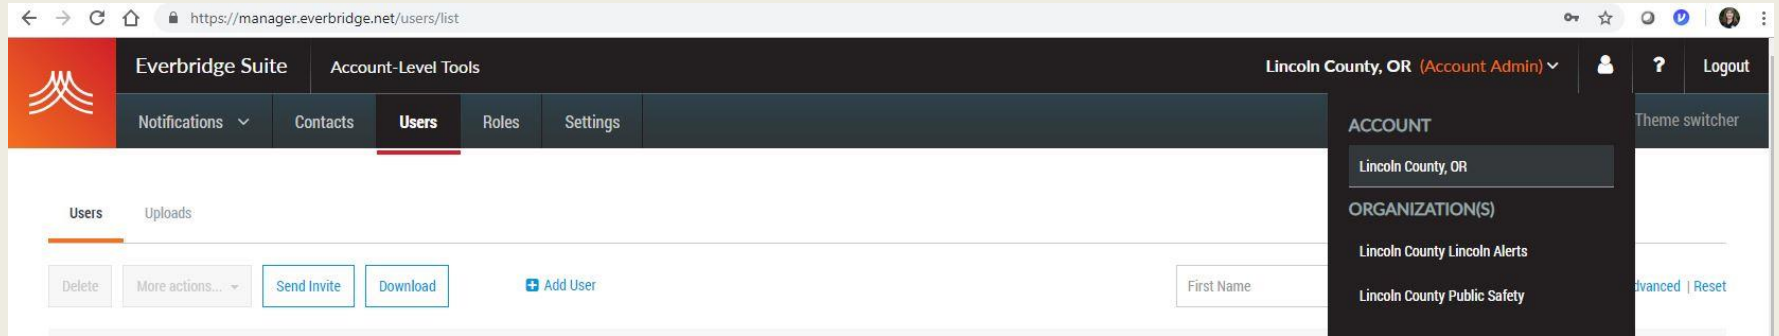 https://manager.everbridge.net/users/list
Everbridge Suite Account-Level Tools Lincoln County, OR (Account Admin) ? Logout
Notifications Contacts Users Roles Settings Theme switcher
ACCOUNT
Lincoln County, OR
ORGANIZATION(S)
Lincoln County Lincoln Alerts
Lincoln County Public Safety
Users Uploads
Delete More actions... Send Invite Download Add User First Name | Reset